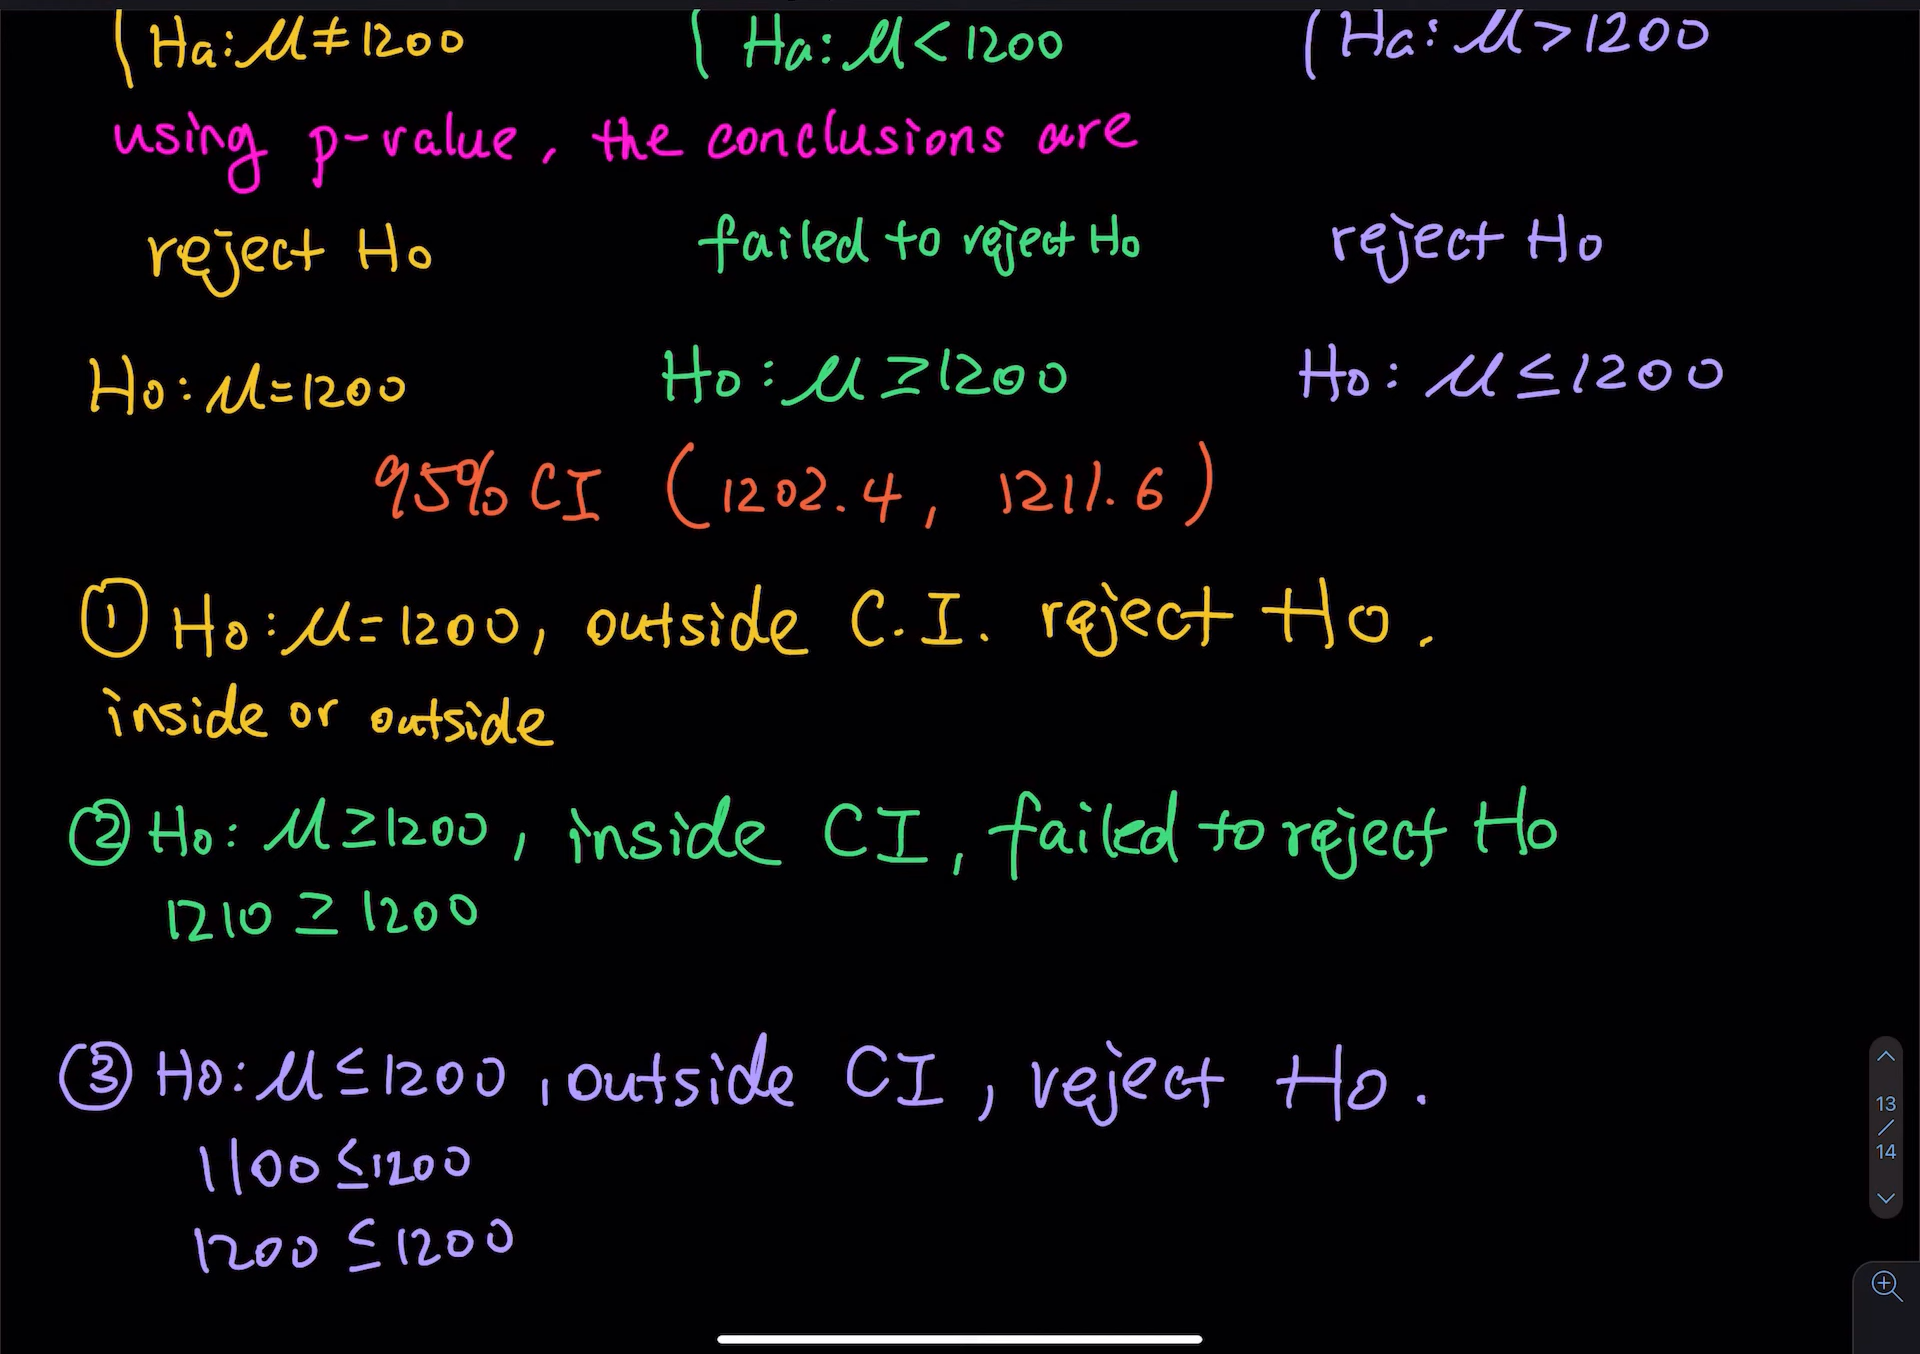 Ha: μ ≠ 1200 Ha: μ < 1200 Ha: μ > 1200
using p-value, the conclusions are
reject Ho failed to reject Ho reject Ho
Ho: μ = 1200 Ho: μ ≥ 1200 Ho: μ ≤ 1200
95% CI (1202.4, 1211.6)
① Ho: μ = 1200, outside C.I. reject Ho.
inside or outside
② Ho: μ ≥ 1200, inside CI, failed to reject Ho
1210 ≥ 1200
③ Ho: μ ≤ 1200, outside CI, reject Ho.
1100 ≤ 1200
1200 ≤ 1200
13
/
14